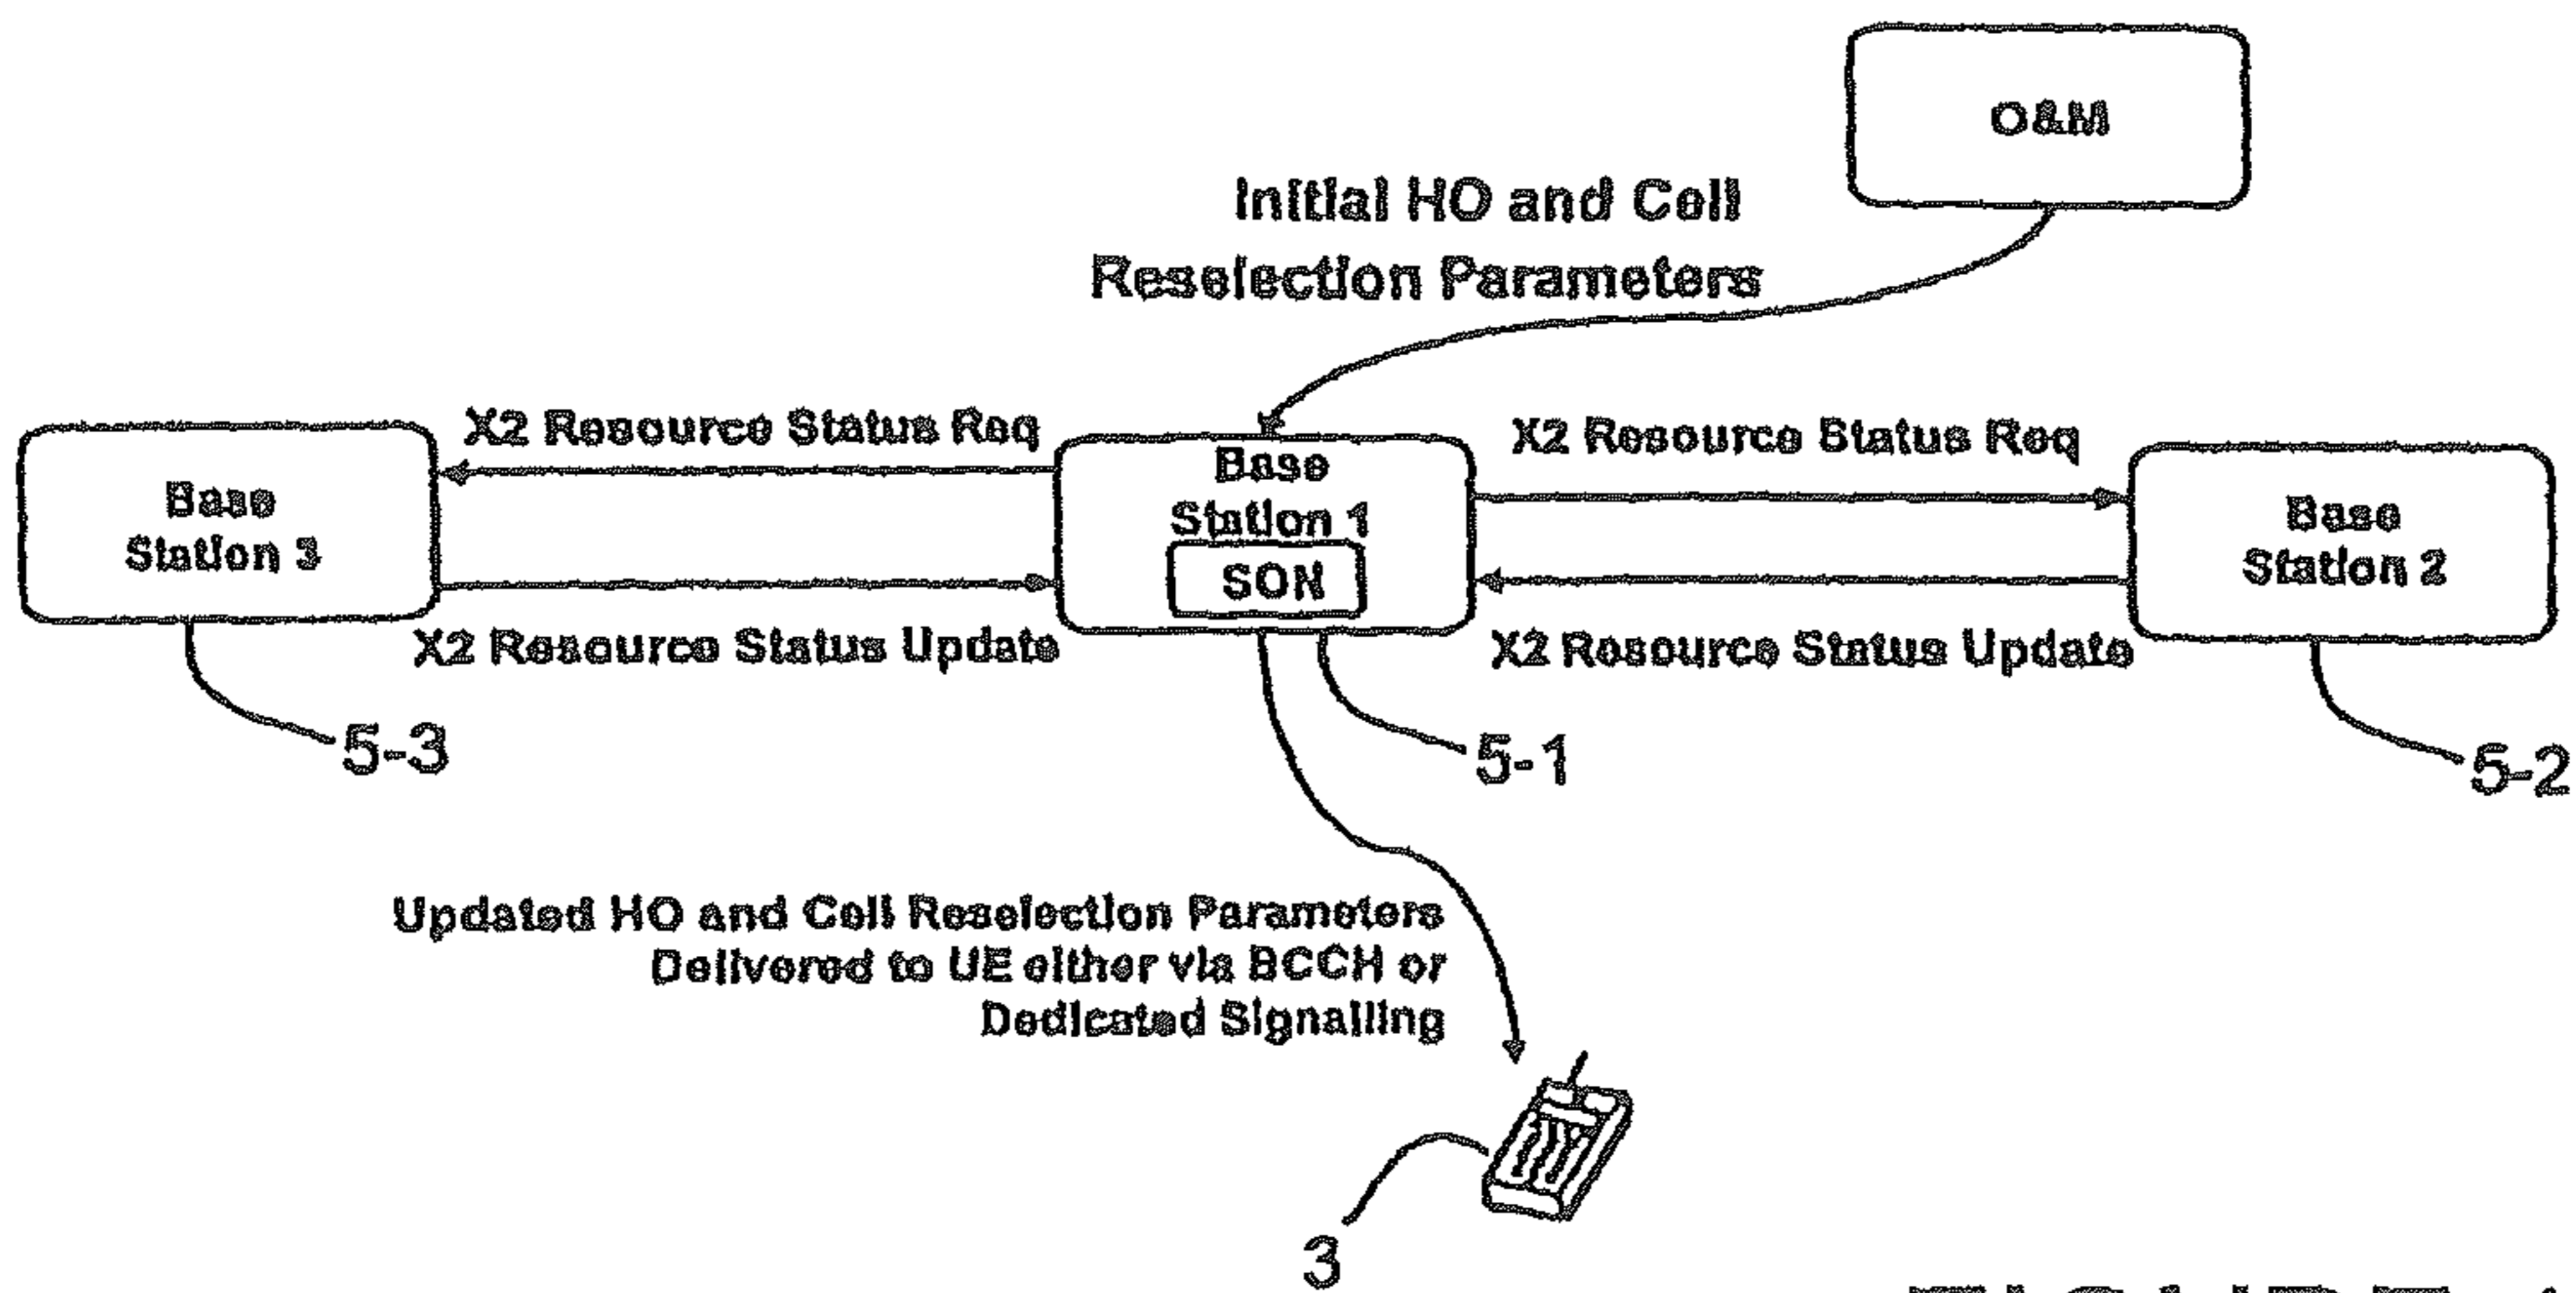 O&M
Initial HO and Cell
Reselection Parameters
X2 Resource Status Req
X2 Resource Status Req
Base
Station 3
Base
Station 1
SON
Base
Station 2
X2 Resource Status Update
X2 Resource Status Update
5-3
5-1
5-2
Updated HO and Cell Reselection Parameters
Delivered to UE either via BCCH or
Dedicated Signalling
3